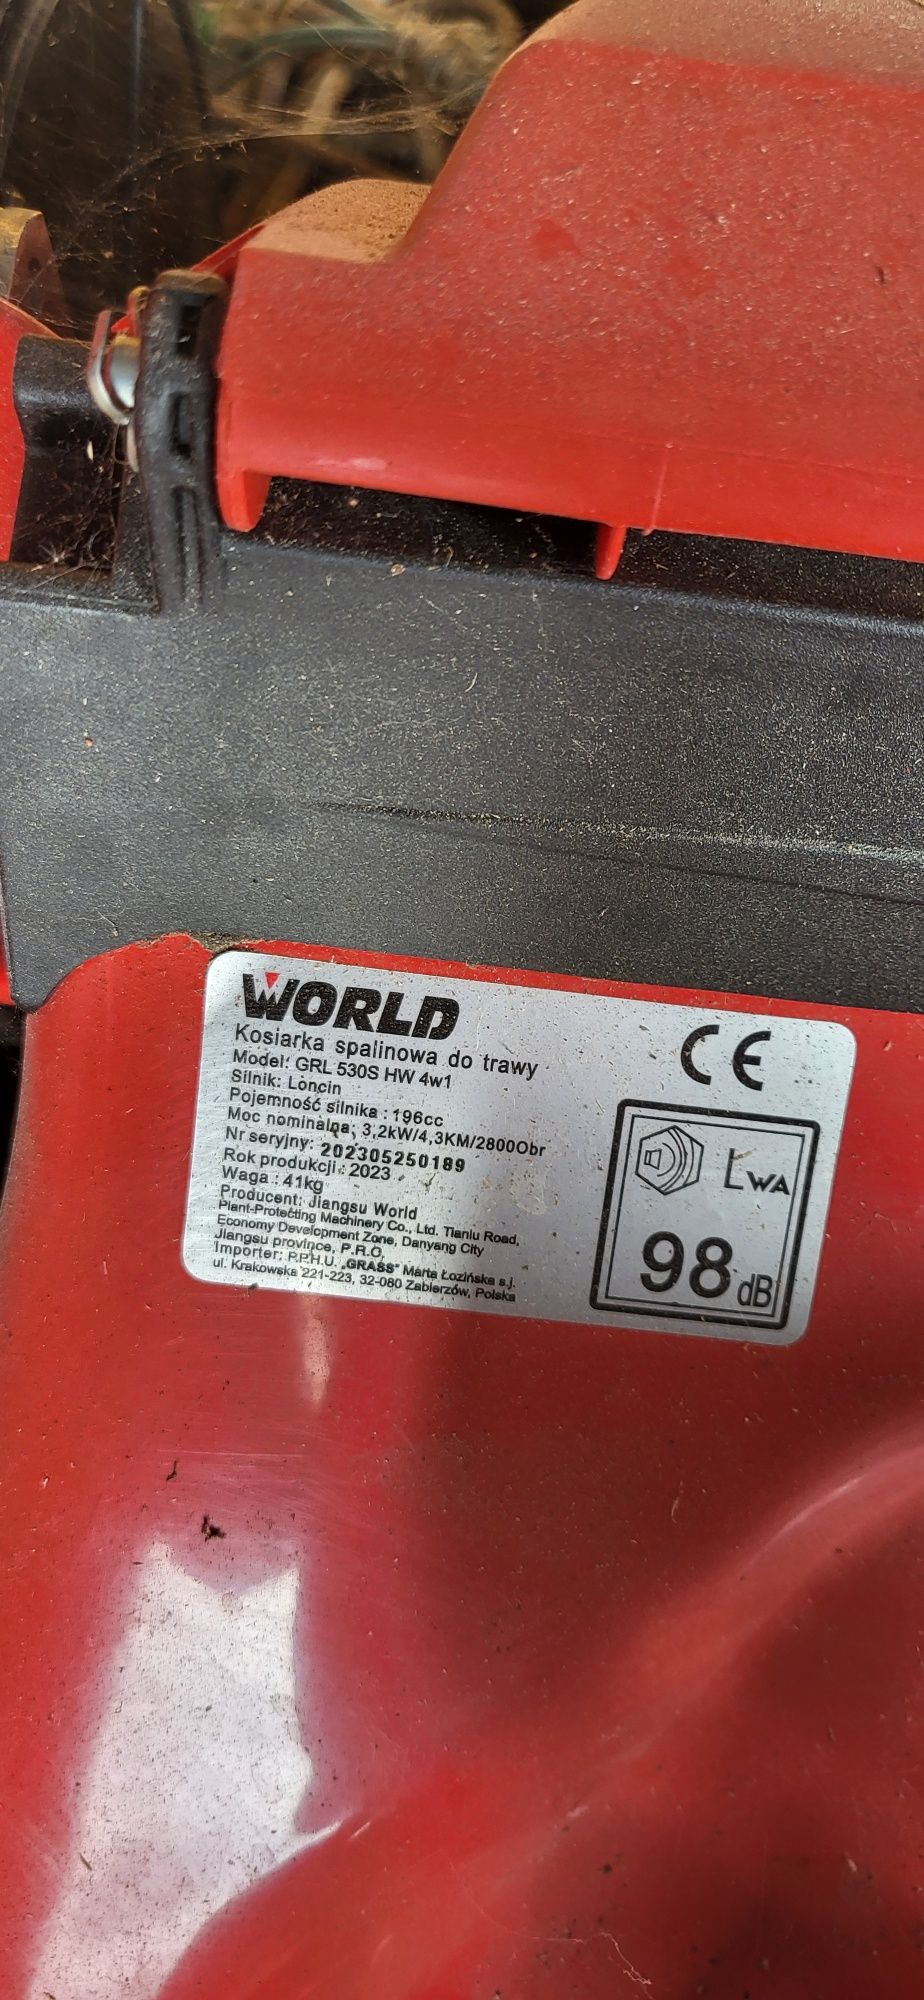 WORLD
Kosiarka spalinowa do trawy
Model: GRL 530S HW 4w1
Silnik: Loncin
Pojemność silnika : 196cc
Moc nominalna: 3,2kW/4,3KM/2800Obr
Nr seryjny: 202305250189
Rok produkcji : 2023
Waga : 41kg
Producent: Jiangsu World
Plant-Protecting Machinery Co., Ltd. Tianlu Road,
Economy Development Zone, Danyang City
Jiangsu province, P.R.O,
Importer: P.P.H.U. „GRASS" Marta Łozińska s.j.
ul. Krakowska 221-223, 32-080 Zabierzów, Polska
CE
LWA
98 dB